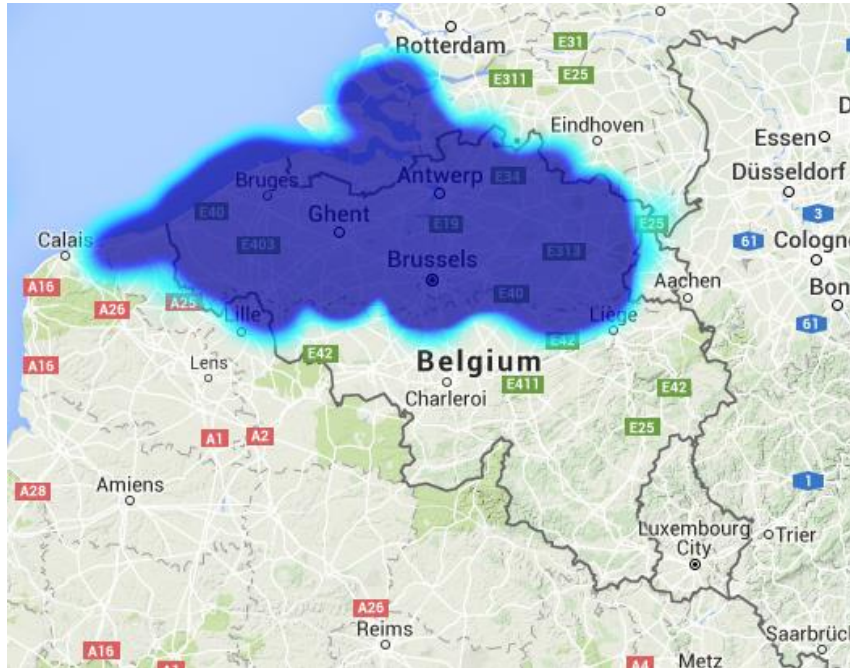 Rotterdam
E31
E311
E25
Eindhoven
Essen
D
Düsseldorf
Bruges
Antwerp
E34
E40
Ghent
E19
E25
3
Calais
E403
E313
61
Cologne
Brussels
Aachen
A16
E40
Bon
A26
A25
Lille
Liège
61
E42
E42
A16
Lens
Belgium
Charleroi
E411
E42
A1
A2
E25
A28
Amiens
1
Luxembourg
City
Trier
A26
Reims
Saarbrück
A16
Metz
A4